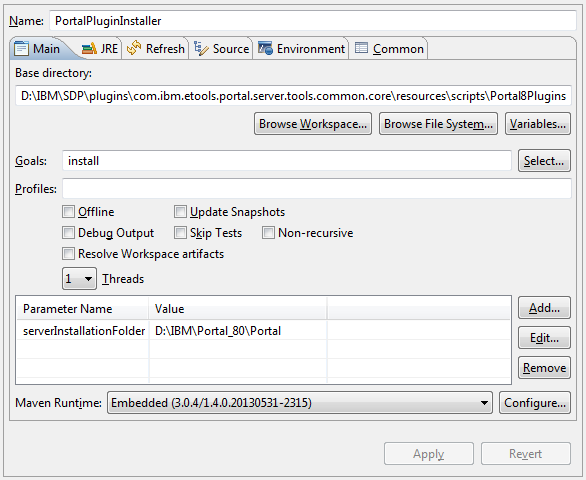 Name: PortalPluginInstaller
Main JRE Refresh Source Environment Common
Base directory:
D:\IBM\SDP\plugins\com.ibm.etools.portal.server.tools.common.core\resources\scripts\Portal8Plugins
Browse Workspace... Browse File System... Variables...
Goals: install Select...
Profiles:
Offline Update Snapshots
Debug Output Skip Tests Non-recursive
Resolve Workspace artifacts
1 Threads
Parameter Name Value Add...
serverInstallationFolder D:\IBM\Portal_80\Portal
Edit...
Remove
Maven Runtime: Embedded (3.0.4/1.4.0.20130531-2315) Configure...
Apply Revert